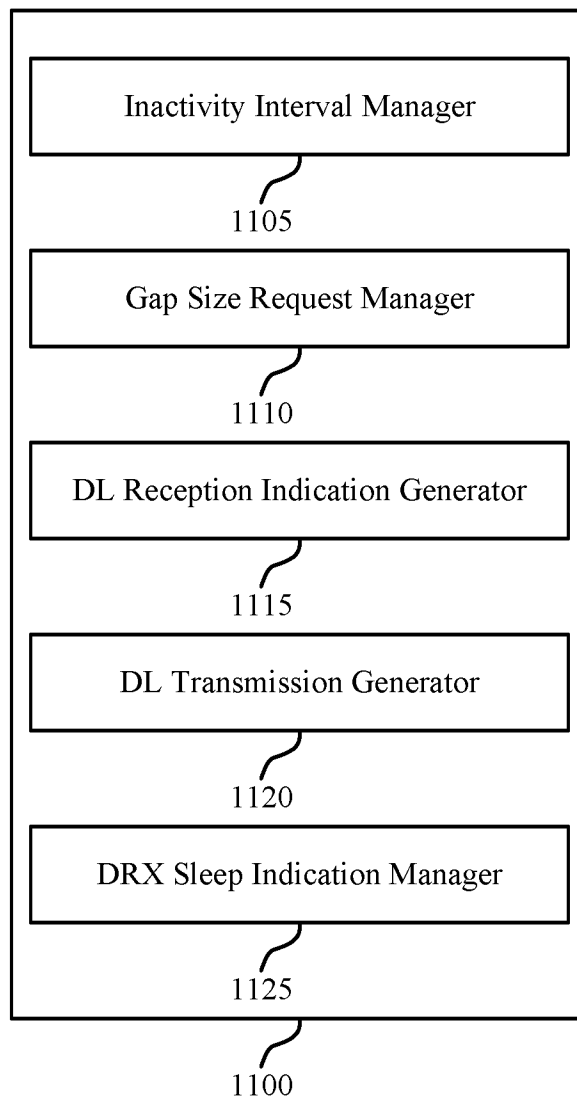 Inactivity Interval Manager
1105
Gap Size Request Manager
1110
DL Reception Indication Generator
1115
DL Transmission Generator
1120
DRX Sleep Indication Manager
1125
1100